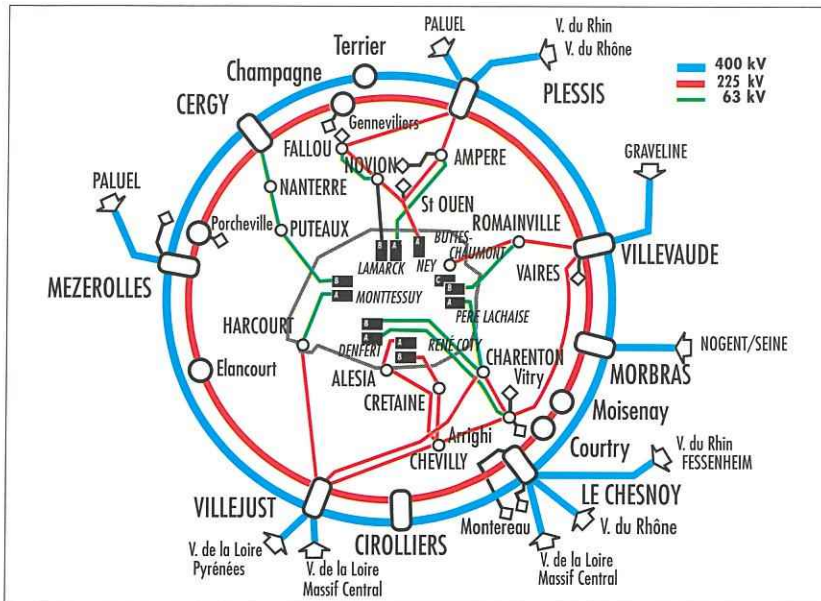 PALUEL
V. du Rhin
V. du Rhône
400 kV
225 kV
63 kV
Terrier
Champagne
PLESSIS
CERGY
Gennevilliers
FALLOU
NOVION
AMPERE
GRAVELINE
PALUEL
NANTERRE
St OUEN
Porcheville
PUTEAUX
ROMAINVILLE
BUTTES-
CHAUMONT
VILLEVAUDE
VAIRES
B
A
A
LAMARCK
NEY
MEZEROLLES
B
A
MONTTESSUY
C
B
A
PERE LACHAISE
HARCOURT
B
A
DENFERT
A
B
RENÉ COTY
NOGENT/SEINE
MORBRAS
Elancourt
ALESIA
CHARENTON
Vitry
CRETAINE
Moisenay
Arrighi
CHEVILLY
Courtry
V. du Rhin
FESSENHEIM
VILLEJUST
LE CHESNOY
Montereau
CIROLLIERS
V. du Rhône
V. de la Loire
Pyrénées
V. de la Loire
Massif Central
V. de la Loire
Massif Central